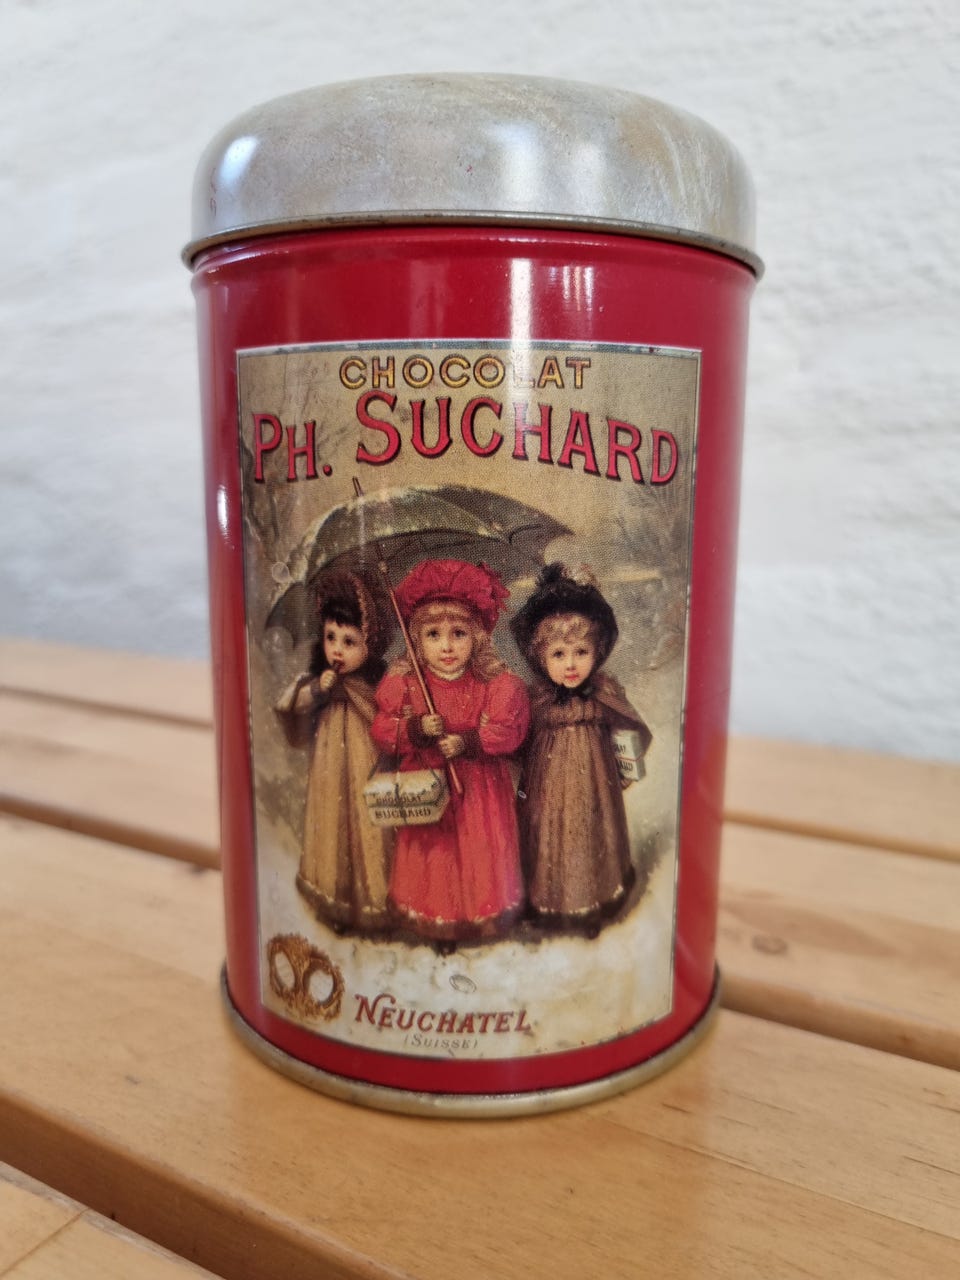 CHOCOLAT
PH. SUCHARD
CHOCOLAT
SUCHARD
NEUCHATEL
(SUISSE)